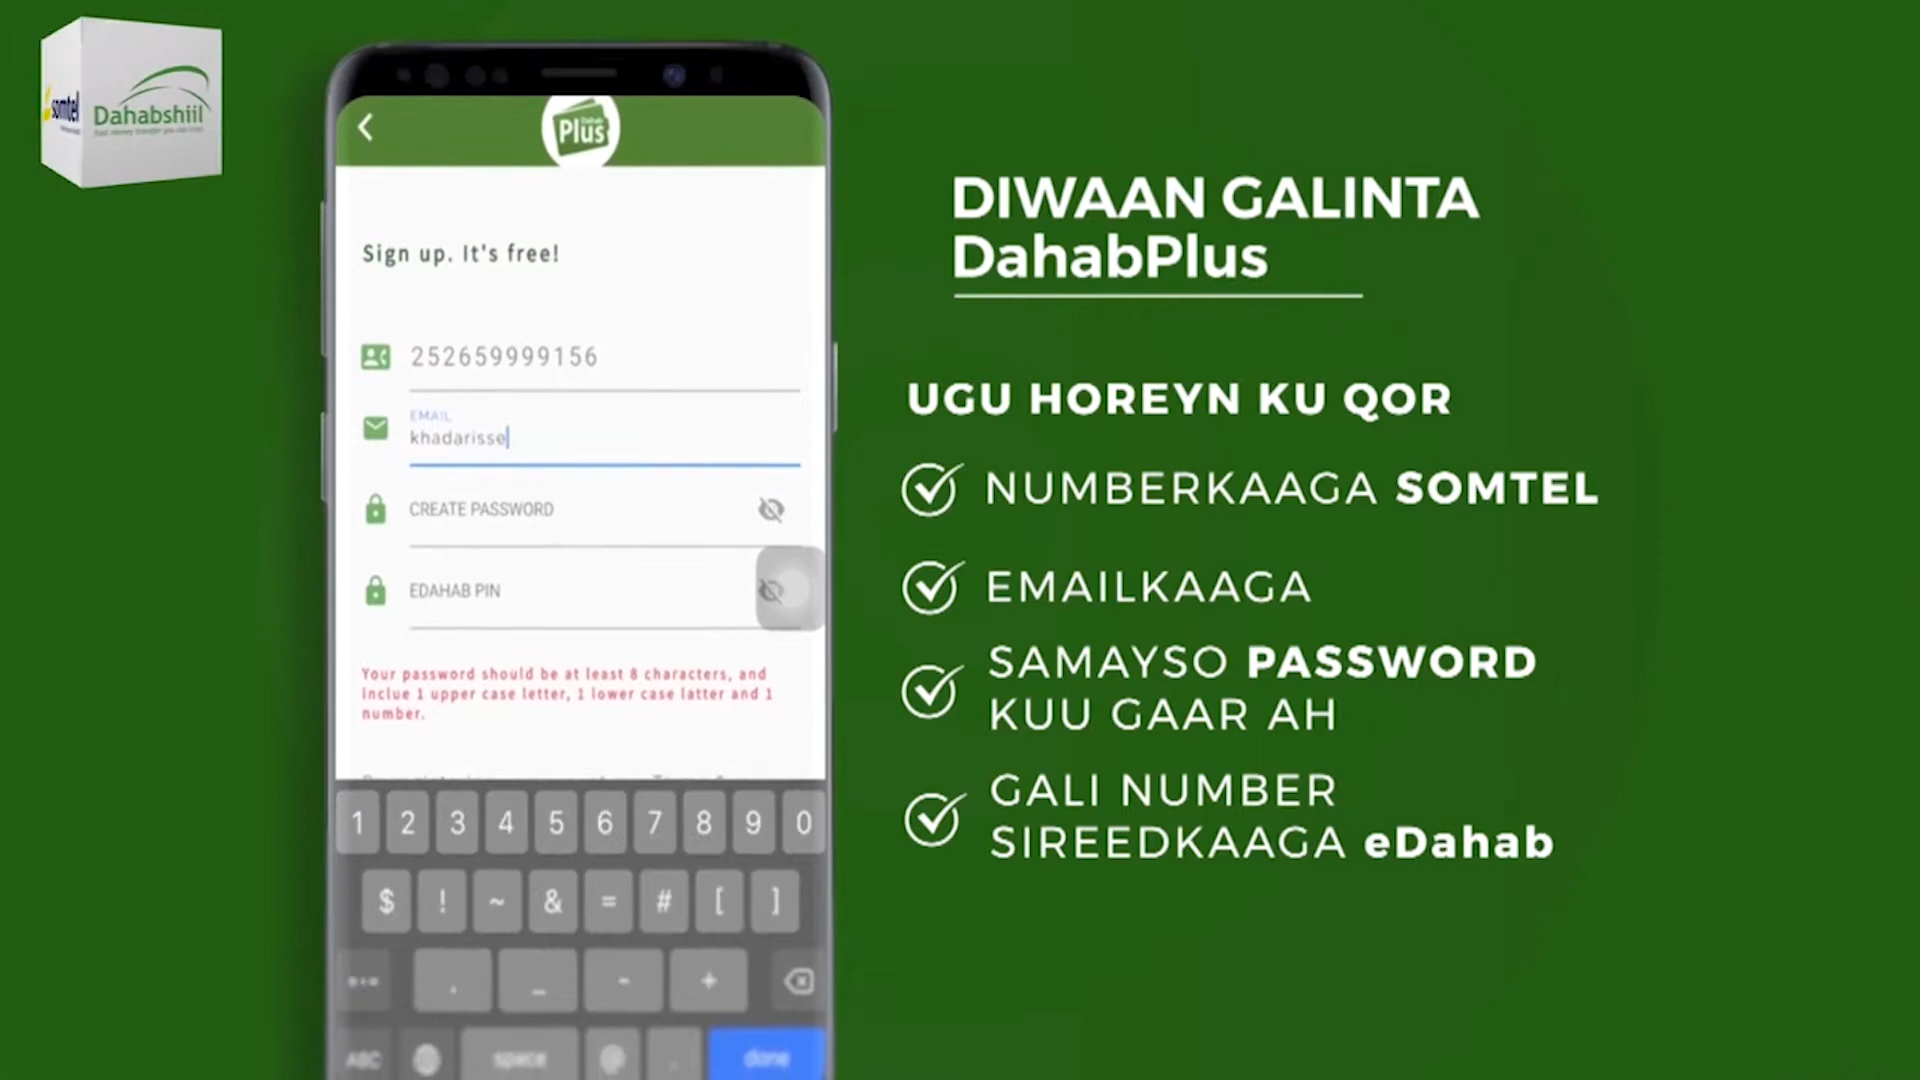 somtel
Dahabshiil
Dahab
Plus
Sign up. It's free!
252659999156
EMAIL
khadarisse
CREATE PASSWORD
EDAHAB PIN
Your password should be at least 8 characters, and
inclue 1 upper case letter, 1 lower case latter and 1
number.
1 2 3 4 5 6 7 8 9 0
$ ! ~ & = # [ ]
. _ - +
ABC space @ . done
DIWAAN GALINTA
DahabPlus
UGU HOREYN KU QOR
NUMBERKAAGA SOMTEL
EMAILKAAGA
SAMAYSO PASSWORD
KUU GAAR AH
GALI NUMBER
SIREEDKAAGA eDahab